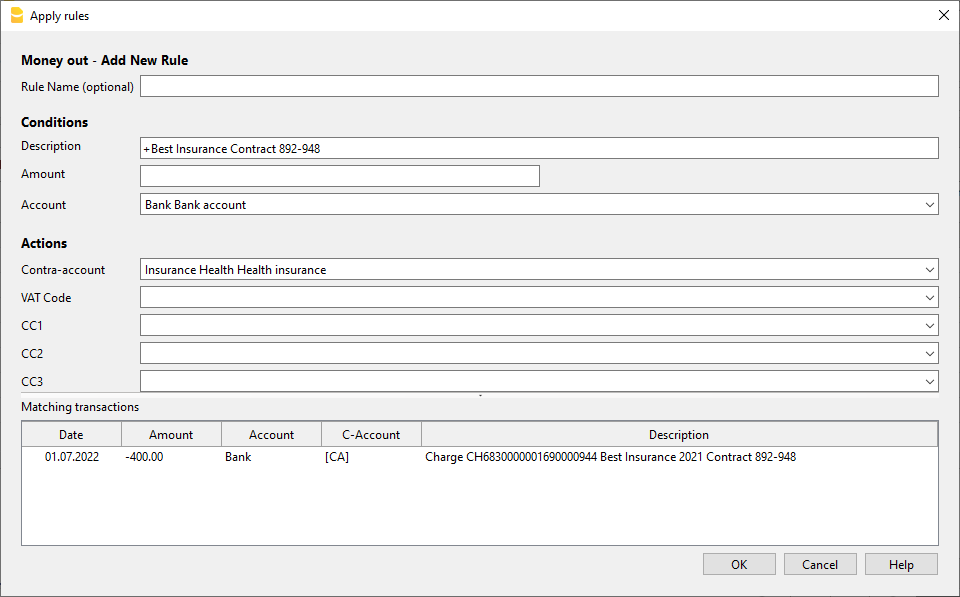 Apply rules
Money out - Add New Rule
Rule Name (optional)
Conditions
Description +Best Insurance Contract 892-948
Amount
Account Bank Bank account
Actions
Contra-account Insurance Health Health insurance
VAT Code
CC1
CC2
CC3
Matching transactions
Date Amount Account C-Account Description
01.07.2022 -400.00 Bank [CA] Charge CH6830000001690000944 Best Insurance 2021 Contract 892-948
OK Cancel Help